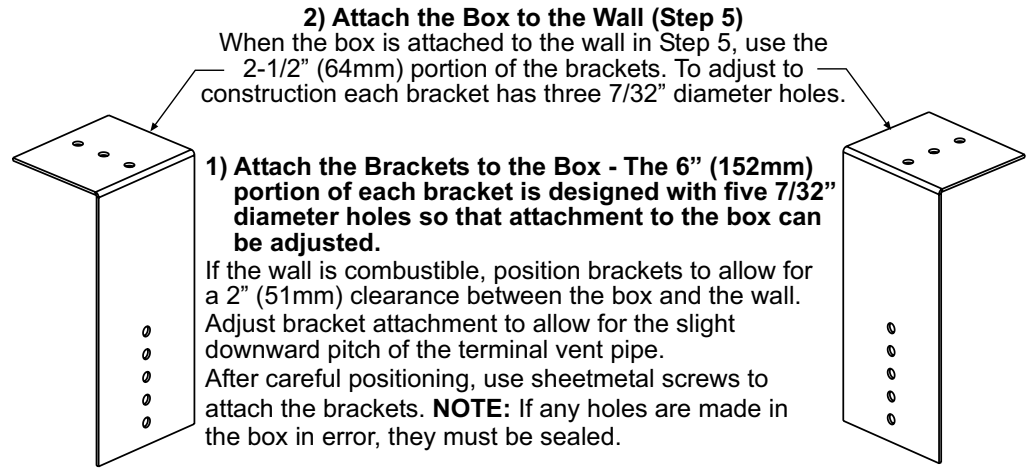 2) Attach the Box to the Wall (Step 5)
When the box is attached to the wall in Step 5, use the
2-1/2” (64mm) portion of the brackets. To adjust to
construction each bracket has three 7/32” diameter holes.
1) Attach the Brackets to the Box - The 6” (152mm)
portion of each bracket is designed with five 7/32”
diameter holes so that attachment to the box can
be adjusted.
If the wall is combustible, position brackets to allow for
a 2” (51mm) clearance between the box and the wall.
Adjust bracket attachment to allow for the slight
downward pitch of the terminal vent pipe.
After careful positioning, use sheetmetal screws to
attach the brackets. NOTE: If any holes are made in
the box in error, they must be sealed.